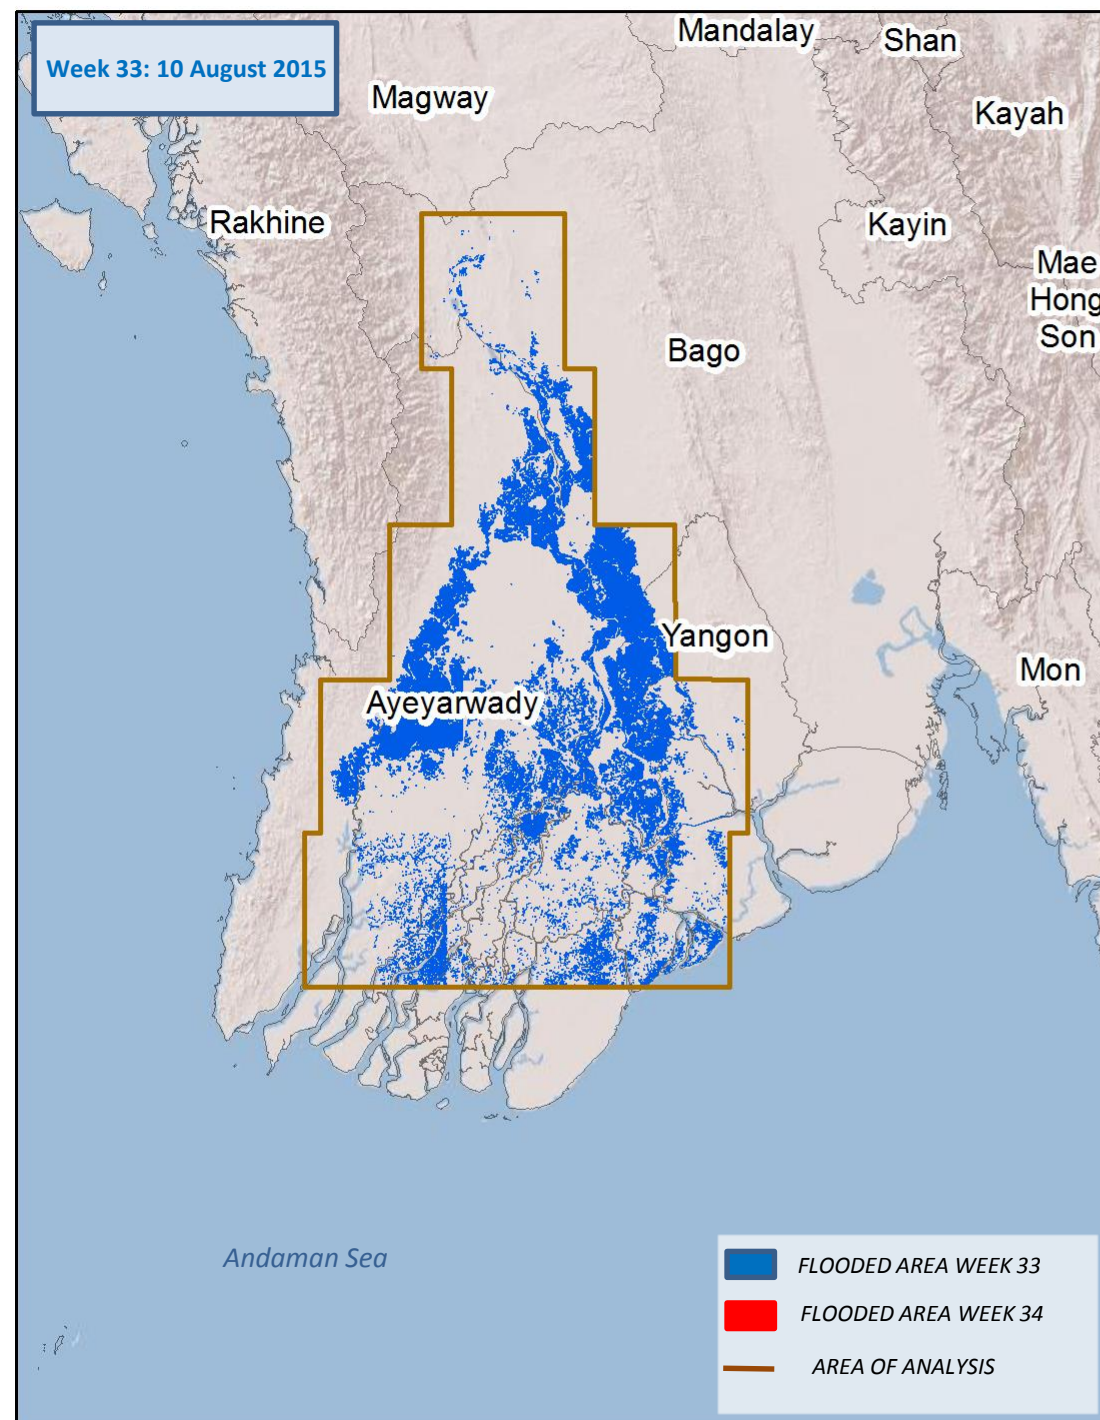 Week 33: 10 August 2015
Mandalay
Shan
Magway
Kayah
Rakhine
Kayin
Mae
Hong
Son
Bago
Yangon
Mon
Ayeyarwady
Andaman Sea
FLOODED AREA WEEK 33
FLOODED AREA WEEK 34
AREA OF ANALYSIS